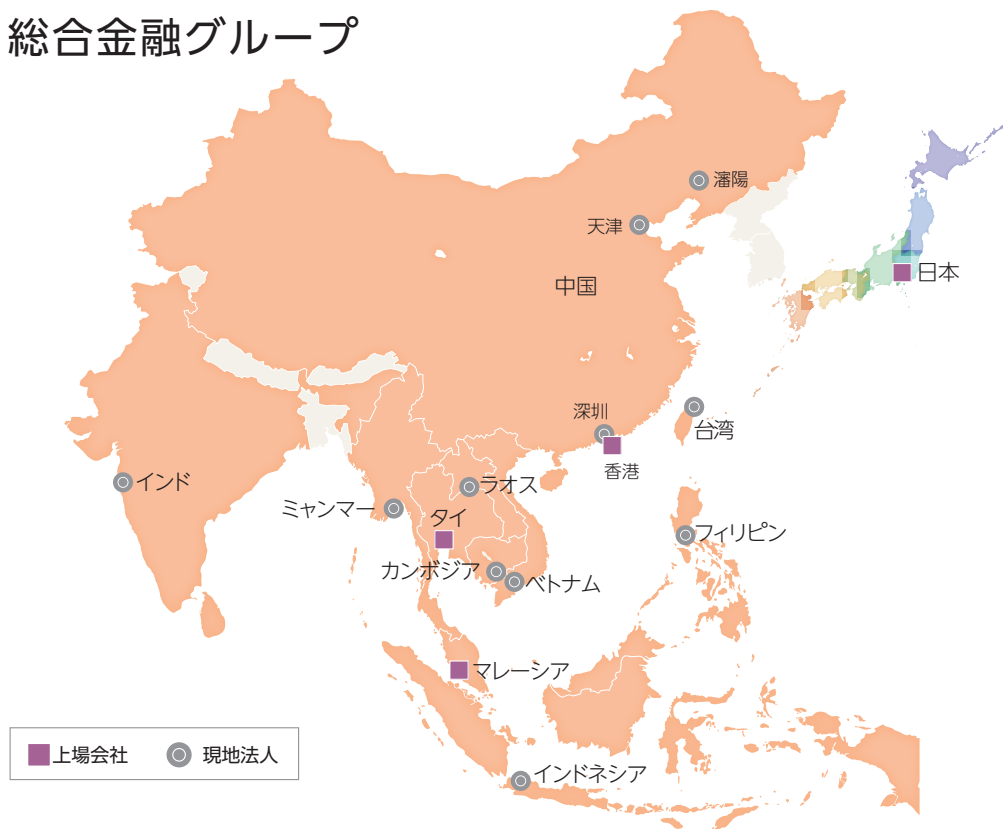 総合金融グループ
瀋陽
天津
中国
日本
深圳
台湾
香港
インド
ラオス
ミャンマー
タイ
フィリピン
カンボジア
ベトナム
マレーシア
上場会社
現地法人
インドネシア